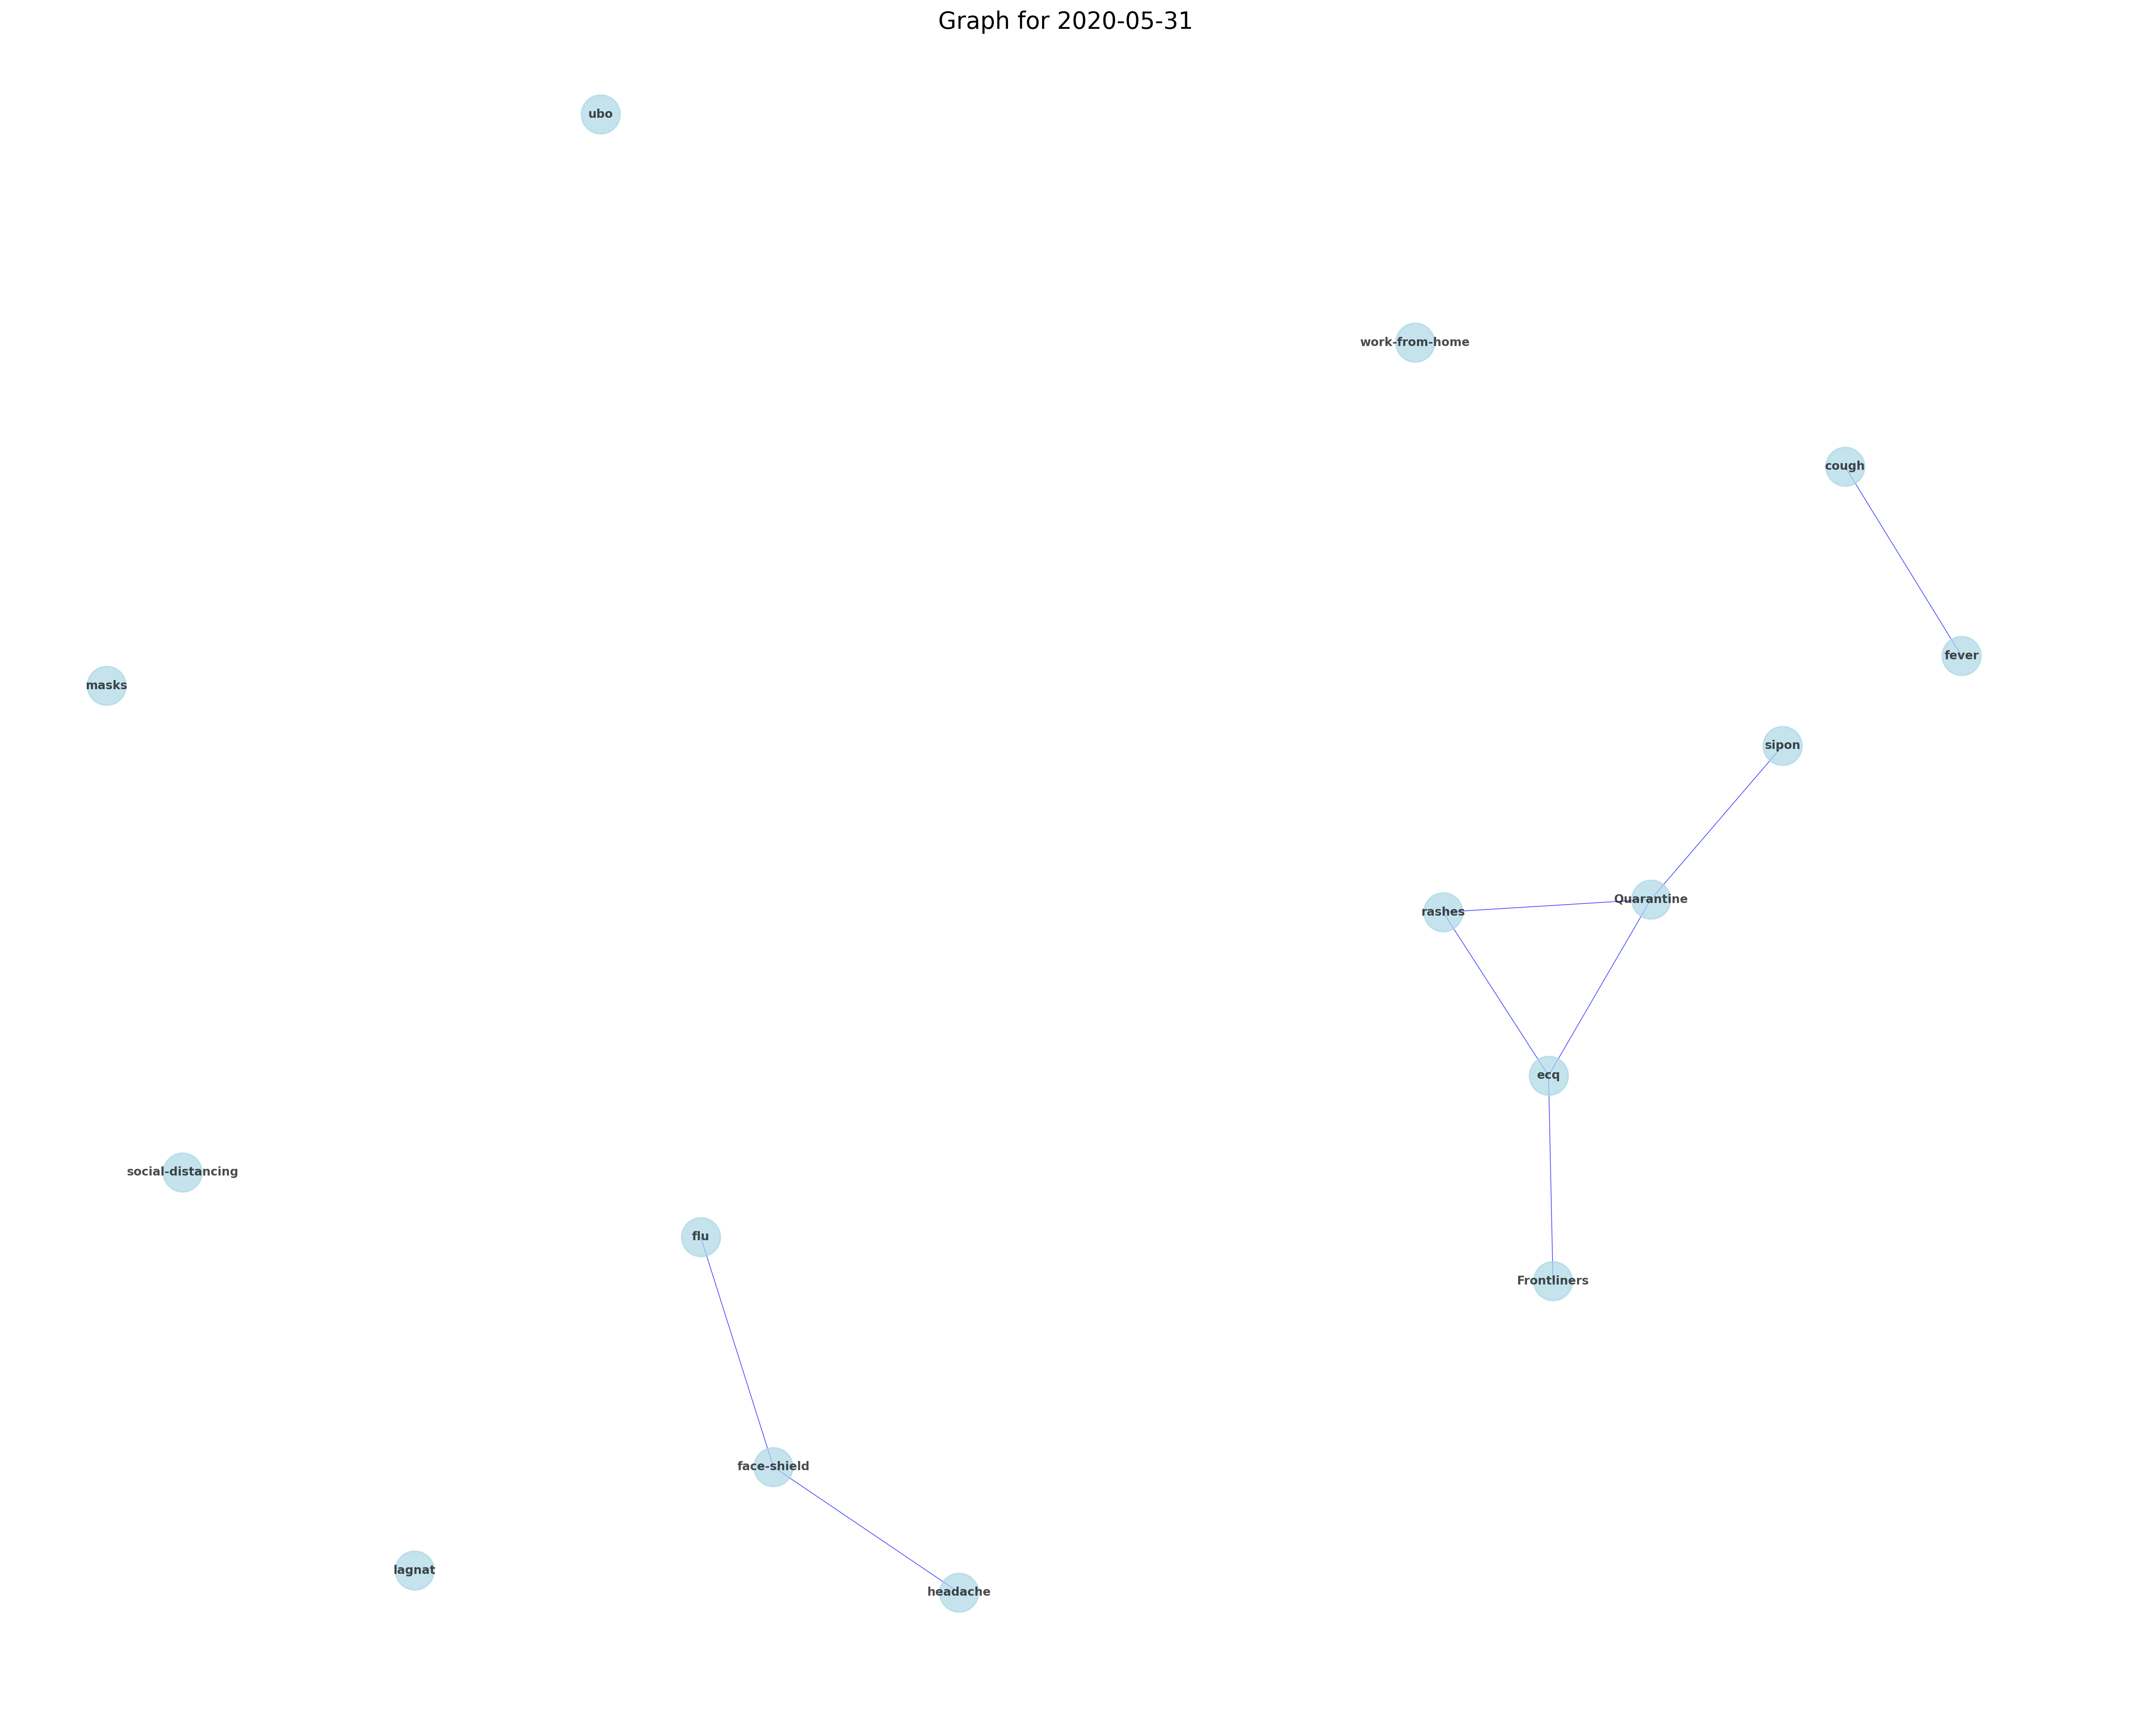 Graph for 2020-05-31
ubo
work-from-home
cough
fever
masks
sipon
Quarantine
rashes
ecq
social-distancing
flu
Frontliners
face-shield
lagnat
headache